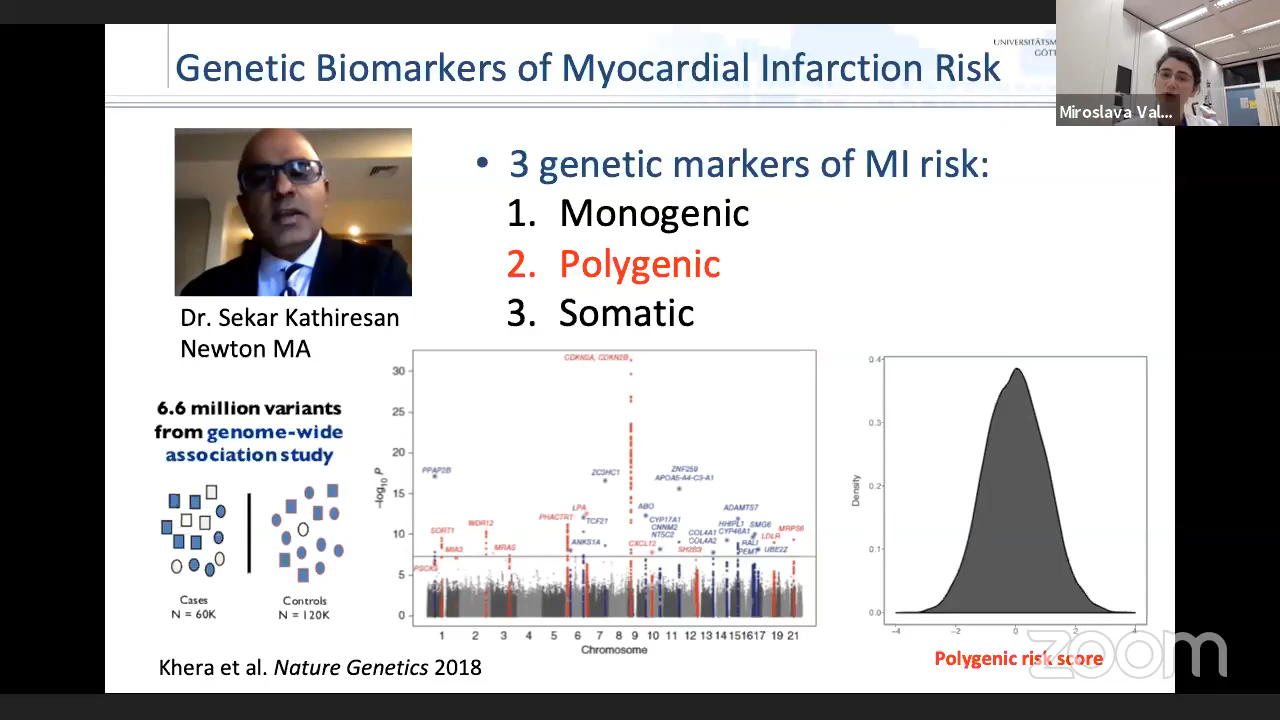 Genetic Biomarkers of Myocardial Infarction Risk
UNIVERSITÄTSM
GÖTT
Miroslava Val...
• 3 genetic markers of MI risk:
1. Monogenic
2. Polygenic
3. Somatic
Dr. Sekar Kathiresan
Newton MA
6.6 million variants
from genome-wide
association study
Cases
N = 60K
Controls
N = 120K
Khera et al. Nature Genetics 2018
-log10 P
30
25
20
15
10
5
0
CDKN2A, CDKN2B
PPAP2B
ZC3HC1
ZNF259
APOA5-A4-C3-A1
SORT1
MIA3
WDR12
MRAS
PHACTR1
LPA
TCF21
ANKS1A
ABO
CYP17A1
CNNM2
NT5C2
CXCL12
SH2B3
COL4A1
COL4A2
HHIPL1
CYP46A1
ADAMTS7
SMG6
RAI1
PEMT
UBE2Z
LDLR
MRPS6
1 2 3 4 5 6 7 8 9 10 11 12 13 14 15 16 17 19 21
Chromosome
Density
0.4
0.3
0.2
0.1
0.0
-4 -2 0 2 4
Polygenic risk score
zoom